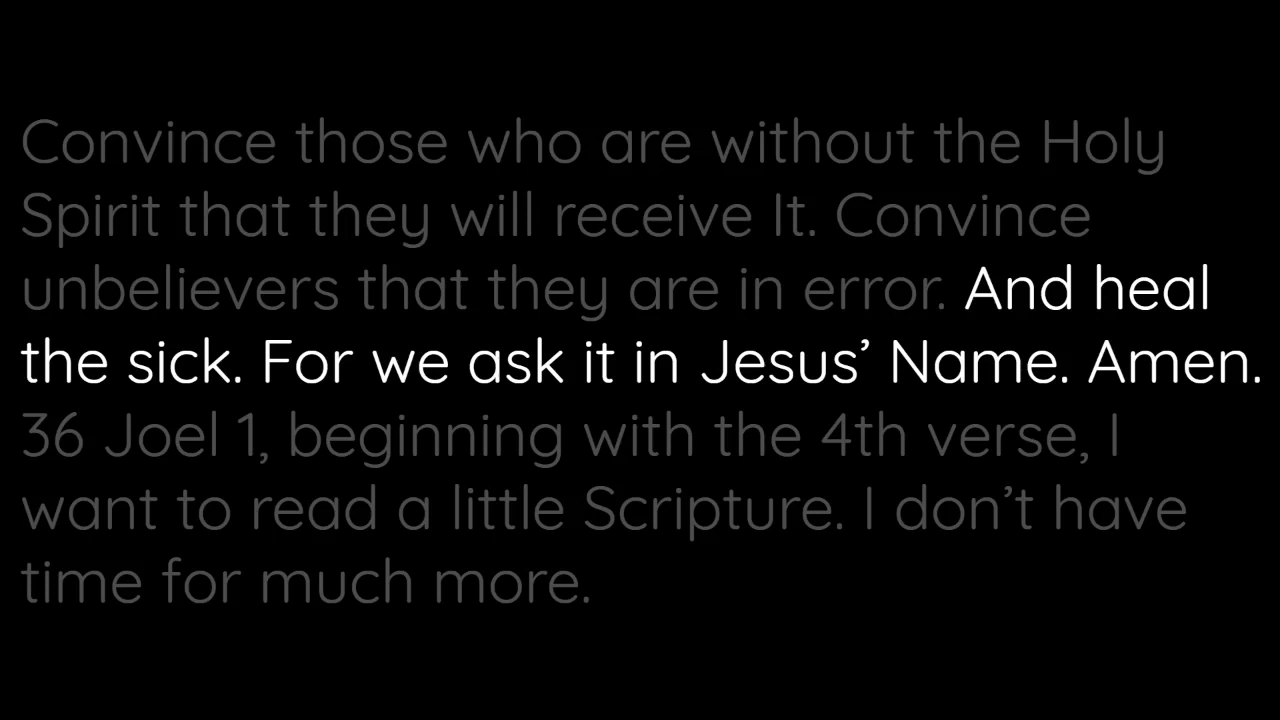 Convince those who are without the Holy
Spirit that they will receive It. Convince
unbelievers that they are in error. And heal
the sick. For we ask it in Jesus’ Name. Amen.
36 Joel 1, beginning with the 4th verse, I
want to read a little Scripture. I don’t have
time for much more.